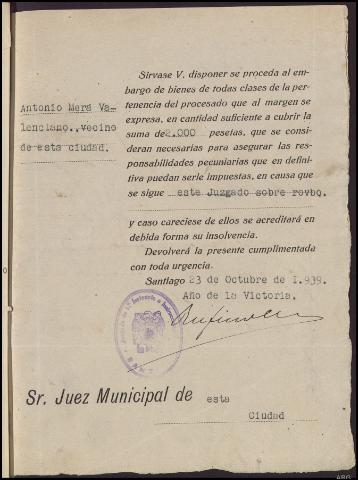 Sírvase V. disponer se proceda al em-
bargo de bienes de todas clases de la per-
tenencia del procesado que al margen se
expresa, en cantidad suficiente a cubrir la
suma de 2.000 pesetas, que se consi-
deran necesarias para asegurar las res-
ponsabilidades pecuniarias que en defini-
tiva puedan serle impuestas, en causa que
se sigue este Juzgado sobre rovbo.
Antonio Mera Va-
lenciano., vecino
de esta ciudad.
y caso careciese de ellos se acreditará en
debida forma su insolvencia.
Devolverá la presente cumplimentada
con toda urgencia.
Santiago 23 de Octubre de I.939.
Año de la Victoria.
Sr. Juez Municipal de esta
Ciudad